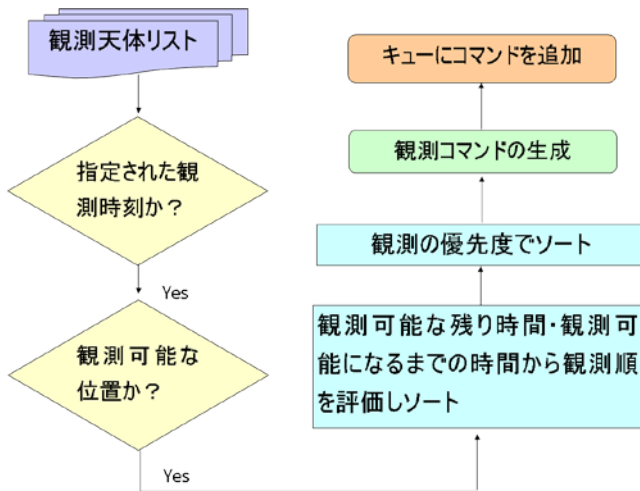 観測天体リスト
指定された観
測時刻か？
Yes
観測可能な
位置か？
Yes
観測可能な残り時間・観測可
能になるまでの時間から観測順
を評価しソート
観測の優先度でソート
観測コマンドの生成
キューにコマンドを追加